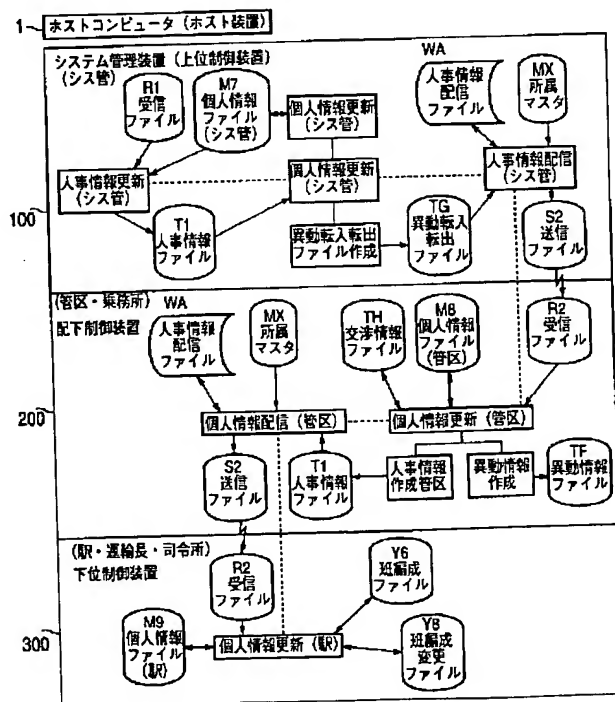 1
ホストコンピュータ (ホスト装置)
システム管理装置 (上位制御装置)
(シス管)
R1
受信
ファイル
M7
個人情報
ファイル
(シス管)
個人情報更新
(シス管)
WA
人事情報
配信
ファイル
MX
所属
マスタ
人事情報更新
(シス管)
個人情報更新
(シス管)
人事情報配信
(シス管)
100
T1
人事情報
ファイル
異動転入転出
ファイル作成
TG
異動転入
転出
ファイル
S2
送信
ファイル
(管区・乗務所)
配下制御装置
WA
人事情報
配信
ファイル
MX
所属
マスタ
TH
交渉情報
ファイル
M8
個人情報
ファイル
(管区)
R2
受信
ファイル
200
個人情報配信 (管区)
個人情報更新 (管区)
S2
送信
ファイル
T1
人事情報
ファイル
人事情報
作成管区
異動情報
作成
TF
異動情報
ファイル
(駅・運輸長・司令所)
下位制御装置
R2
受信
ファイル
Y6
班編成
ファイル
300
M9
個人情報
ファイル
(駅)
個人情報更新 (駅)
Y8
班編成
変更
ファイル